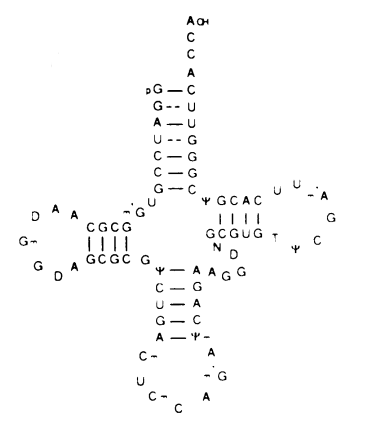 A OH
C
C
A
pG C
G U
A U
U G
C G
C G
G C
U
G
Ψ G C A C U U A
D A A C G C G
G
G C G U G T Ψ C
G
N D
G
G D A G C G C G
Ψ A A G G
C G
U A
G C
A Ψ
C A
U G
C C A